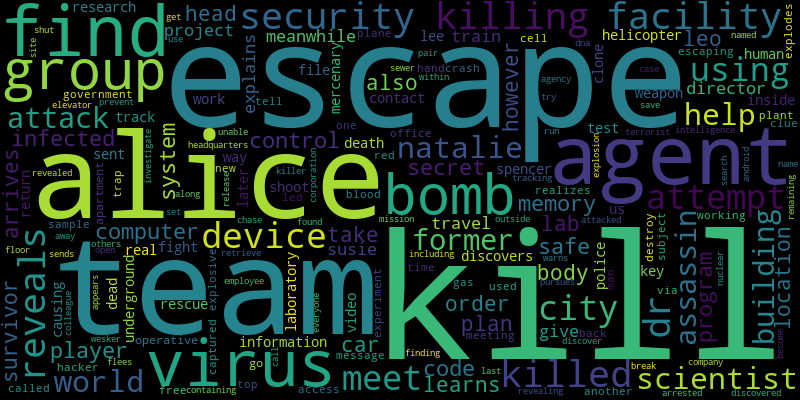 research
find
head
security
killing
facility
project
lee
train
leo
helicopter
explodes
group
meanwhile
explains
mercenary
file
escape
cell
clone
human
site
shut
get
use
plane
crash
hand
sewer
pair
dna
within
agency
try
case
however
using
government
work
tell
also
contact
weapon
director
attack
elevator
prevent
track
one
office
run
save
help
inside
plant
clue
infected
sent
system
control
death
natalie
test
terrorist
intelligence
alice
unable
headquarters
killer
way
new
red
secret
spencer
explosion
agent
name
arrives
return
revealed
apartment
trap
investigate
released
later
shoot
led
blood
corporation
bomb
memory
realizes
tracking
us
attempt
search
android
remaining
sample
away
along
set
chase
found
mission
outside
attacked
travel
lab
working
computer
device
take
former
discovers
safe
destroy
subject
reveals
floor
others
sends
open
real
fight
susie
including
warns
pursues
body
police
man
key
via
nuclear
assassin
program
building
location
survivor
team
appears
dead
underground
rescue
explosive
captured
laboratory
retrieve
employee
everyone
video
experiment
time
gas
used
order
kill
city
dr
become
causing
colleague
player
operative
information
car
plan
meeting
give
back
discover
hacker
wesker
flees
virus
go
call
message
finding
code
last
killed
break
company
scientist
called
world
free
containing
top
access
meet
learns
revealing
another
arrested
discovered